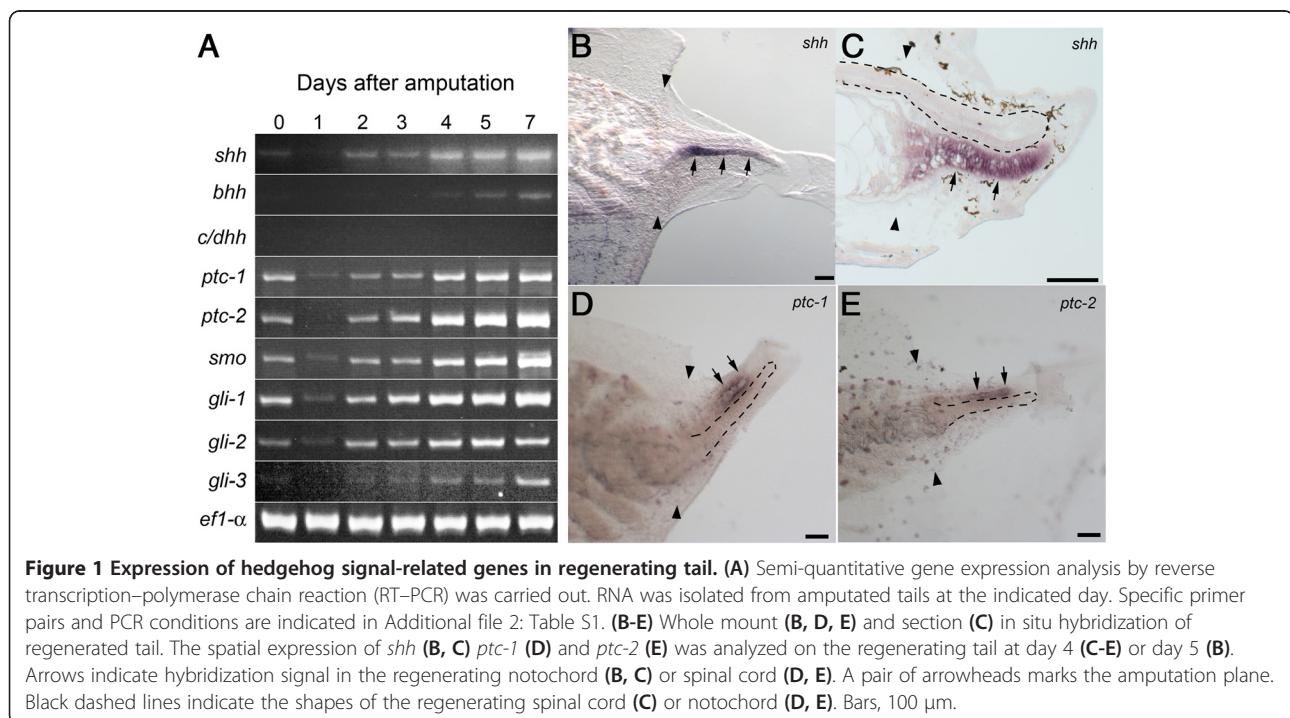 A
Days after amputation
0 1 2 3 4 5 7
shh
bhh
c/dhh
ptc-1
ptc-2
smo
gli-1
gli-2
gli-3
ef1-α
B
shh
C
shh
D
ptc-1
E
ptc-2
Figure 1 Expression of hedgehog signal-related genes in regenerating tail. (A) Semi-quantitative gene expression analysis by reverse
transcription–polymerase chain reaction (RT–PCR) was carried out. RNA was isolated from amputated tails at the indicated day. Specific primer
pairs and PCR conditions are indicated in Additional file 2: Table S1. (B-E) Whole mount (B, D, E) and section (C) in situ hybridization of
regenerated tail. The spatial expression of shh (B, C) ptc-1 (D) and ptc-2 (E) was analyzed on the regenerating tail at day 4 (C-E) or day 5 (B).
Arrows indicate hybridization signal in the regenerating notochord (B, C) or spinal cord (D, E). A pair of arrowheads marks the amputation plane.
Black dashed lines indicate the shapes of the regenerating spinal cord (C) or notochord (D, E). Bars, 100 μm.